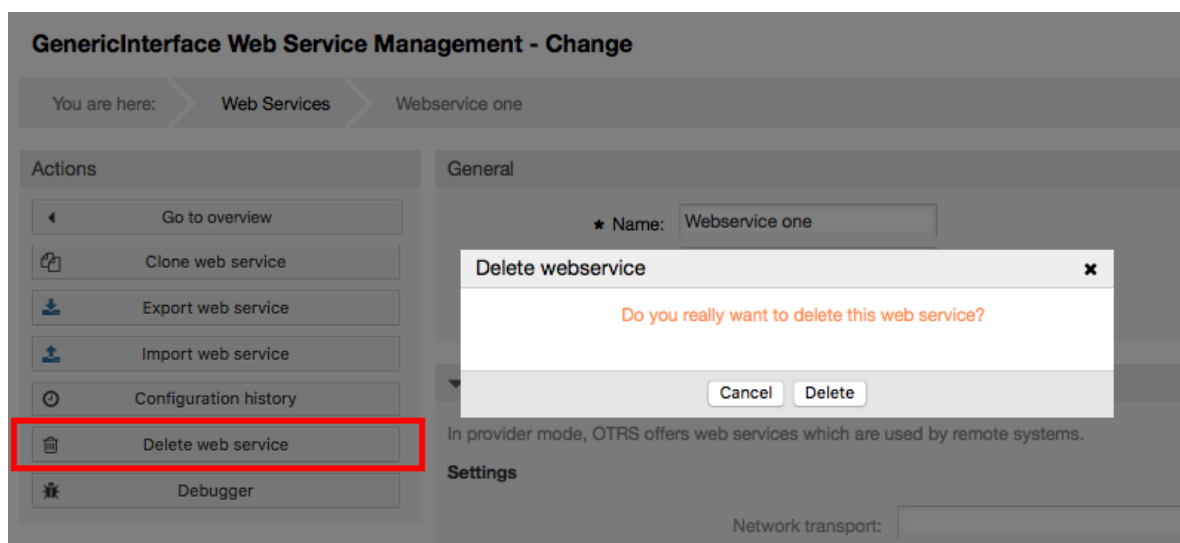 GenericInterface Web Service Management - Change
You are here: Web Services Webservice one
Actions
Go to overview
Clone web service
Export web service
Import web service
Configuration history
Delete web service
Debugger
General
★ Name: Webservice one
Delete webservice ✖
Do you really want to delete this web service?
Cancel Delete
In provider mode, OTRS offers web services which are used by remote systems.
Settings
Network transport: